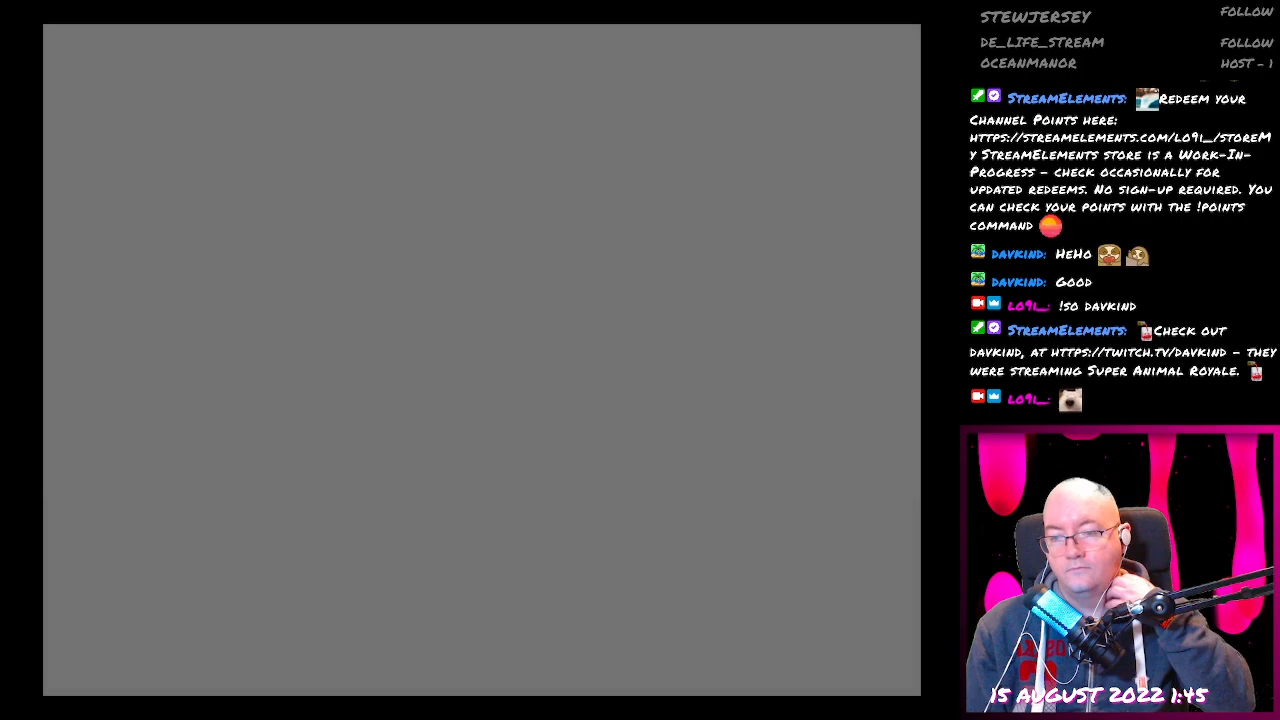 STEWJERSEY FOLLOW
DE_LIFE_STREAM FOLLOW
OCEANMANOR HOST - 1
STREAMELEMENTS: REDEEM YOUR
CHANNEL POINTS HERE:
HTTPS://STREAMELEMENTS.COM/LO9I_/STOREM
Y STREAMELEMENTS STORE IS A WORK-IN-
PROGRESS - CHECK OCCASIONALLY FOR
UPDATED REDEEMS. NO SIGN-UP REQUIRED. YOU
CAN CHECK YOUR POINTS WITH THE !POINTS
COMMAND
DAVKIND: HEHO
DAVKIND: GOOD
LO9I_: !SO DAVKIND
STREAMELEMENTS: CHECK OUT
DAVKIND, AT HTTPS://TWITCH.TV/DAVKIND - THEY
WERE STREAMING SUPER ANIMAL ROYALE.
LO9I_:
15 AUGUST 2022 1:45